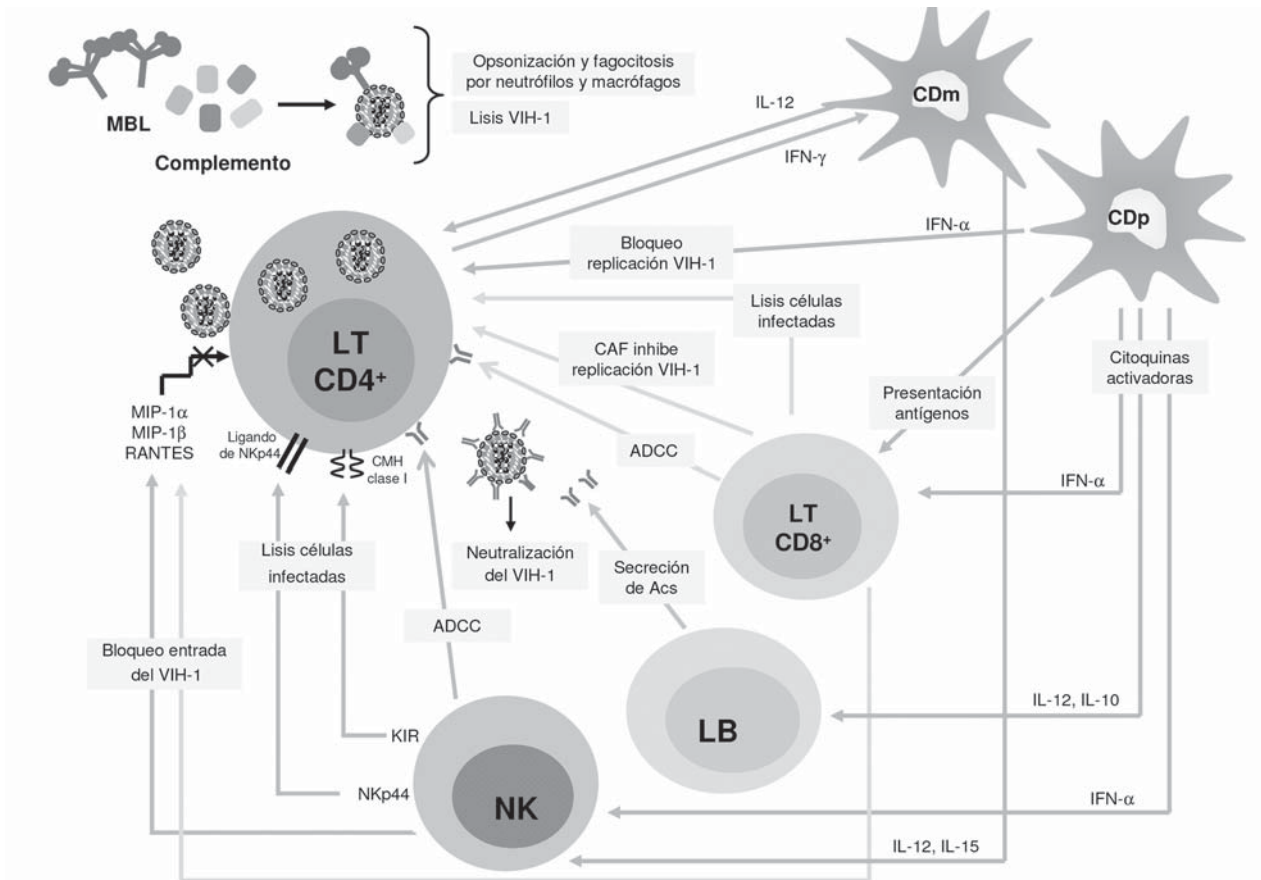 Opsonización y fagocitosis
por neutrófilos y macrófagos
Lisis VIH-1
MBL
Complemento
CDm
IL-12
IFN-γ
CDp
IFN-α
Bloqueo
replicación VIH-1
Lisis células
infectadas
LT
CD4+
CAF inhibe
replicación VIH-1
Citoquinas
activadoras
Presentación
antígenos
MIP-1α
MIP-1β
RANTES
Ligando
de NKp44
CMH
clase I
ADCC
IFN-α
LT
CD8+
Lisis células
infectadas
Neutralización
del VIH-1
Secreción
de Acs
ADCC
Bloqueo entrada
del VIH-1
IL-12, IL-10
LB
KIR
NKp44
NK
IFN-α
IL-12, IL-15